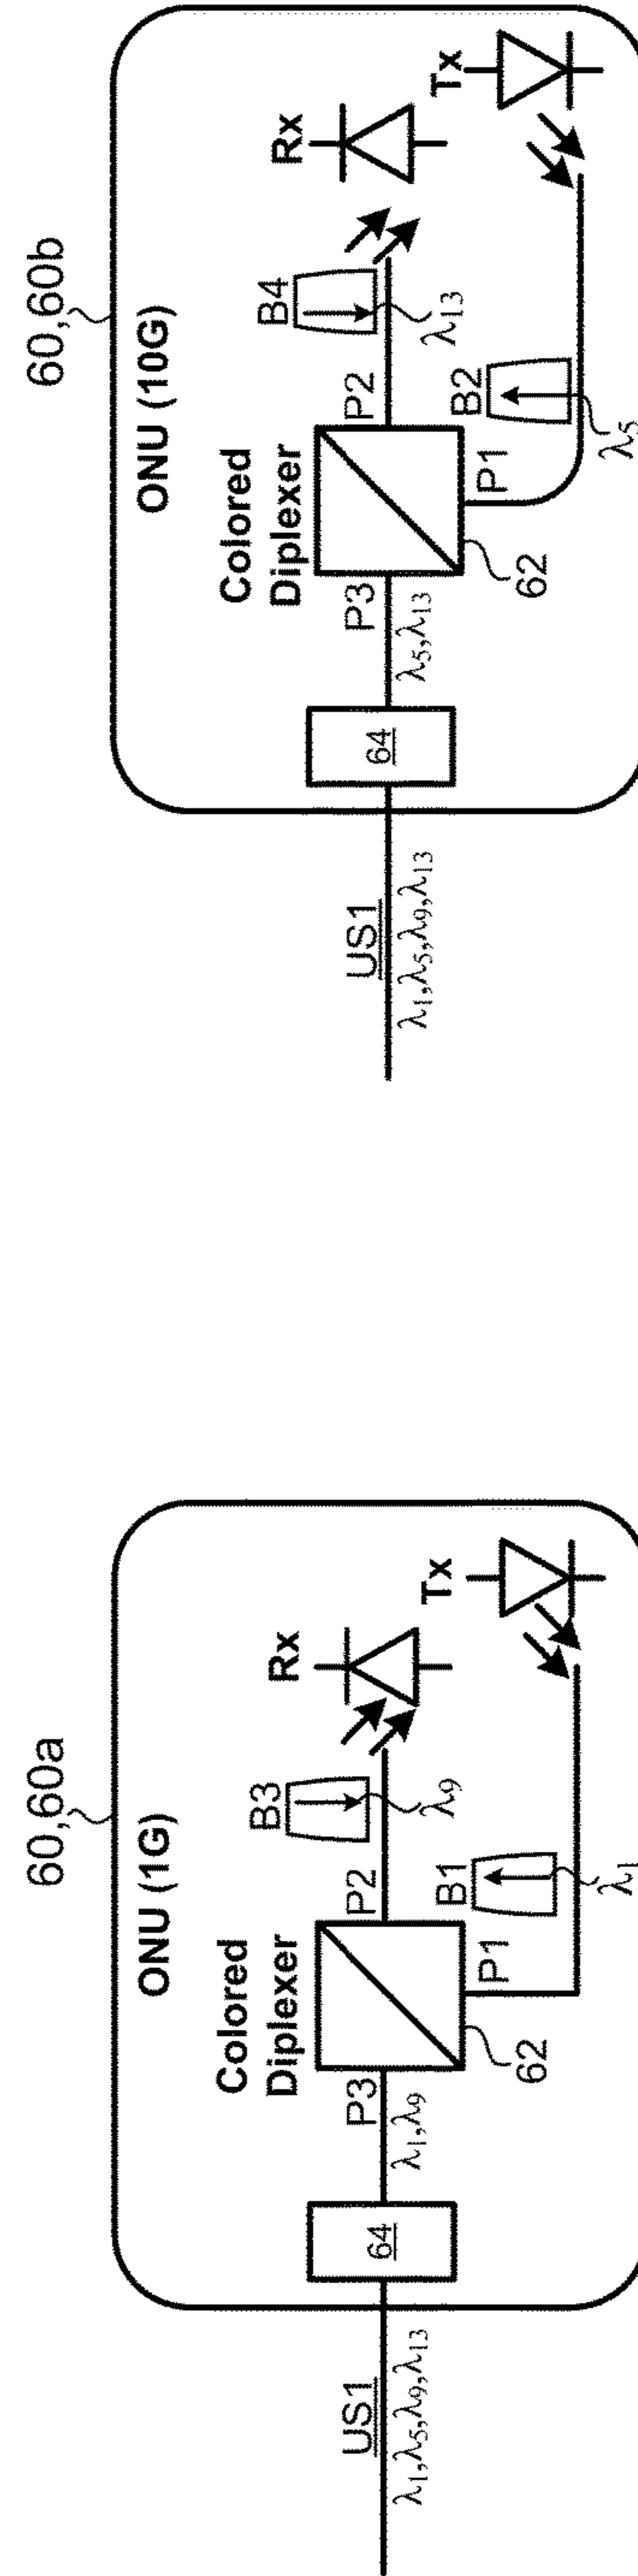 60,60a
ONU (1G)
Colored
Diplexer
Rx
Tx
B3
P2
P3
λ9
λ1,λ9
64
US1
λ1,λ5,λ9,λ13
B1
P1
62
λ1
60,60b
ONU (10G)
Colored
Diplexer
Rx
Tx
B4
P2
P3
λ13
λ5,λ13
64
US1
λ1,λ5,λ9,λ13
B2
P1
62
λ5